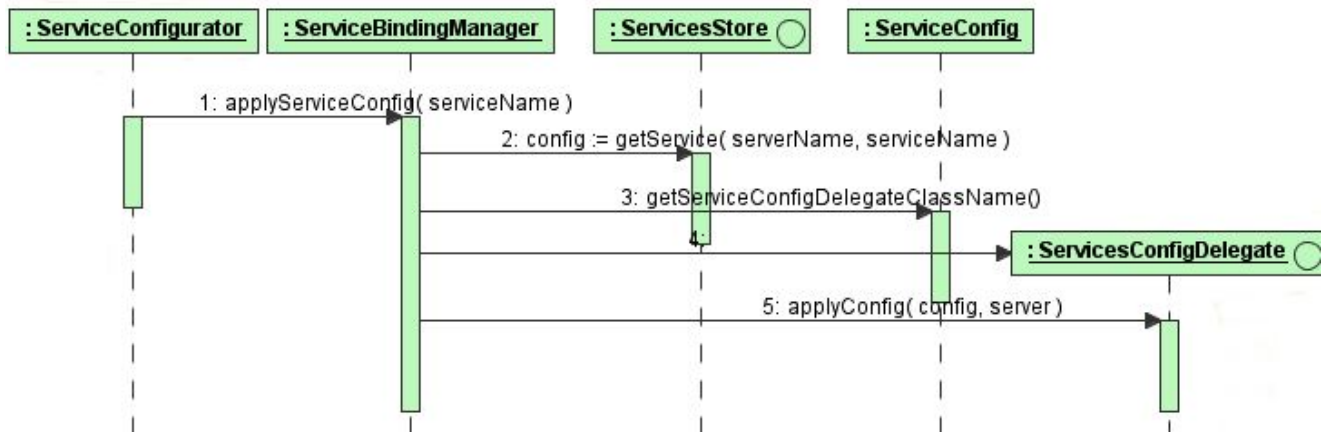 : ServiceConfigurator
: ServiceBindingManager
: ServicesStore
: ServiceConfig
1: applyServiceConfig( serviceName )
2: config := getService( serverName, serviceName )
3: getServiceConfigDelegateClassName()
4:
: ServicesConfigDelegate
5: applyConfig( config, server )